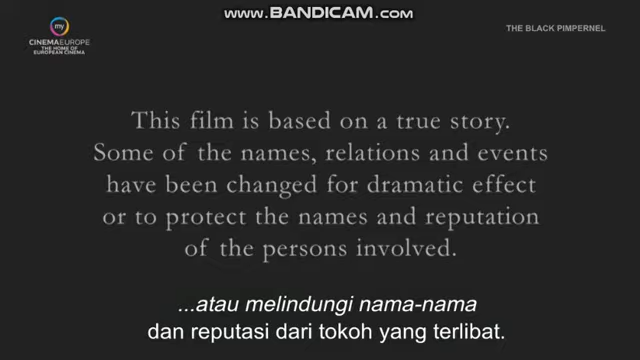 www.BANDICAM.com
my
CINEMAEUROPE
THE HOME OF
EUROPEAN CINEMA
THE BLACK PIMPERNEL
This film is based on a true story.
Some of the names, relations and events
have been changed for dramatic effect
or to protect the names and reputation
of the persons involved.
...atau melindungi nama-nama
dan reputasi dari tokoh yang terlibat.